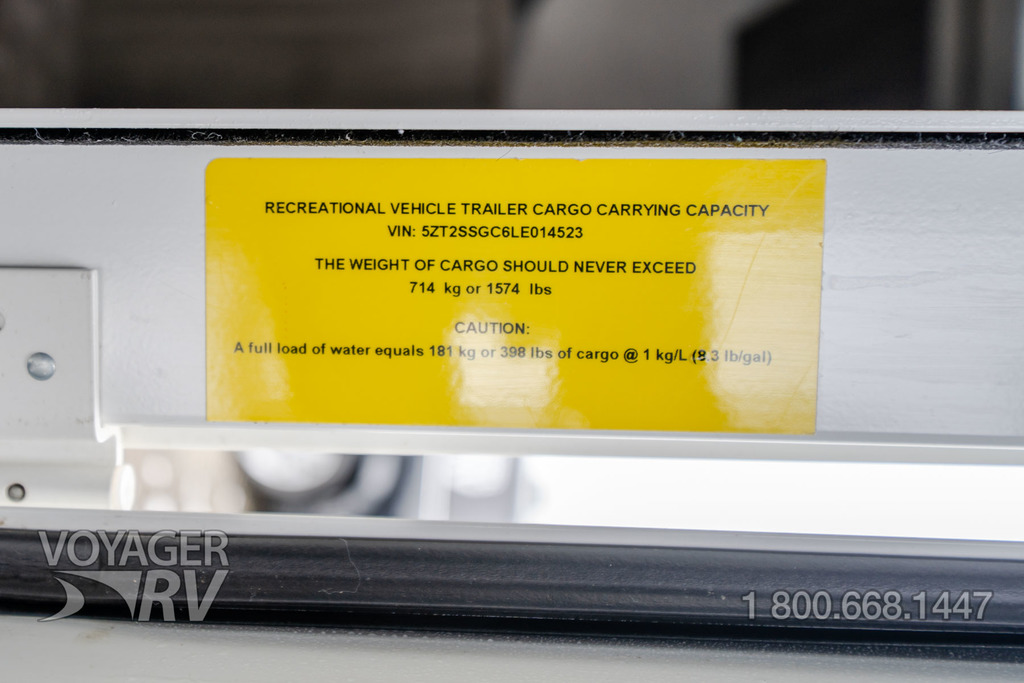 RECREATIONAL VEHICLE TRAILER CARGO CARRYING CAPACITY
VIN: 5ZT2SSGC6LE014523
THE WEIGHT OF CARGO SHOULD NEVER EXCEED
714 kg or 1574 lbs
CAUTION:
A full load of water equals 181 kg or 398 lbs of cargo @ 1 kg/L (8.3 lb/gal)
VOYAGER
RV
1 800.668.1447